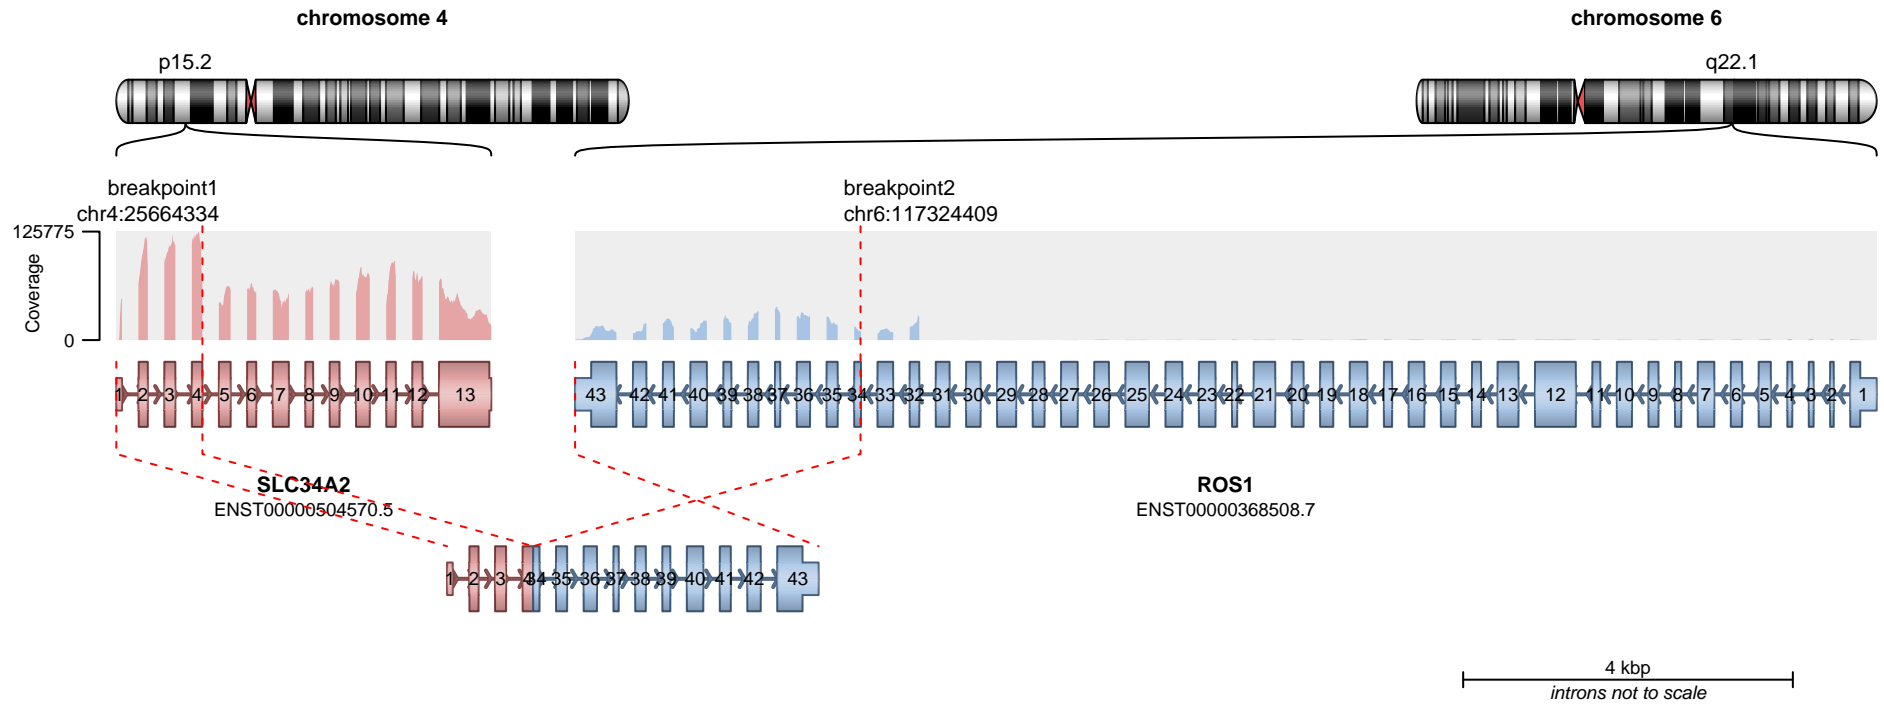 chromosome 4
chromosome 6
p15.2
q22.1
breakpoint1
chr4:25664334
breakpoint2
chr6:117324409
125775
Coverage
0
1 2 3 4 5 6 7 8 9 10 11 12 13
43 42 41 40 39 38 37 36 35 34 33 32 31 30 29 28 27 26 25 24 23 22 21 20 19 18 17 16 15 14 13 12 11 10 9 8 7 6 5 4 3 2 1
SLC34A2
ENST00000504570.5
ROS1
ENST00000368508.7
1 2 3 4 34 35 36 37 38 39 40 41 42 43
4 kbp
introns not to scale